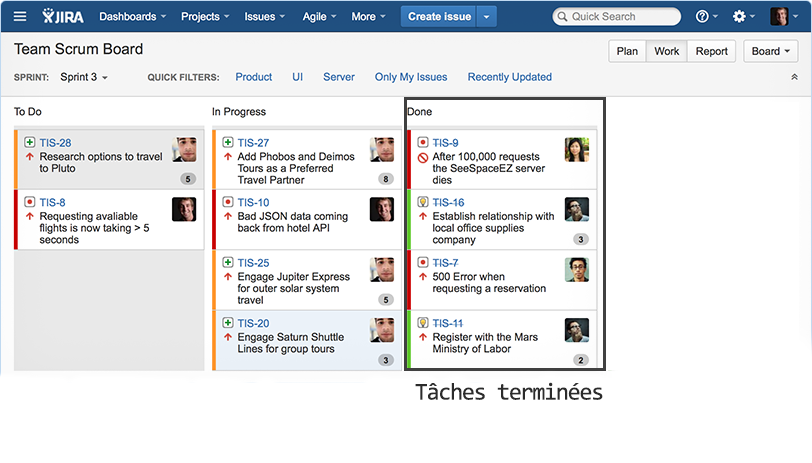 JIRA Dashboards Projects Issues Agile More Create issue Quick Search
Team Scrum Board
Plan Work Report Board
SPRINT: Sprint 3 QUICK FILTERS: Product UI Server Only My Issues Recently Updated
To Do
TIS-28
Research options to travel
to Pluto
5
TIS-8
Requesting avaliable
flights is now taking > 5
seconds
In Progress
TIS-27
Add Phobos and Deimos
Tours as a Preferred
Travel Partner
8
TIS-10
Bad JSON data coming
back from hotel API
TIS-25
Engage Jupiter Express
for outer solar system
travel
5
TIS-20
Engage Saturn Shuttle
Lines for group tours
3
Done
TIS-9
After 100,000 requests
the SeeSpaceEZ server
dies
TIS-16
Establish relationship with
local office supplies
company
3
TIS-7
500 Error when
requesting a reservation
TIS-11
Register with the Mars
Ministry of Labor
2
Tâches terminées